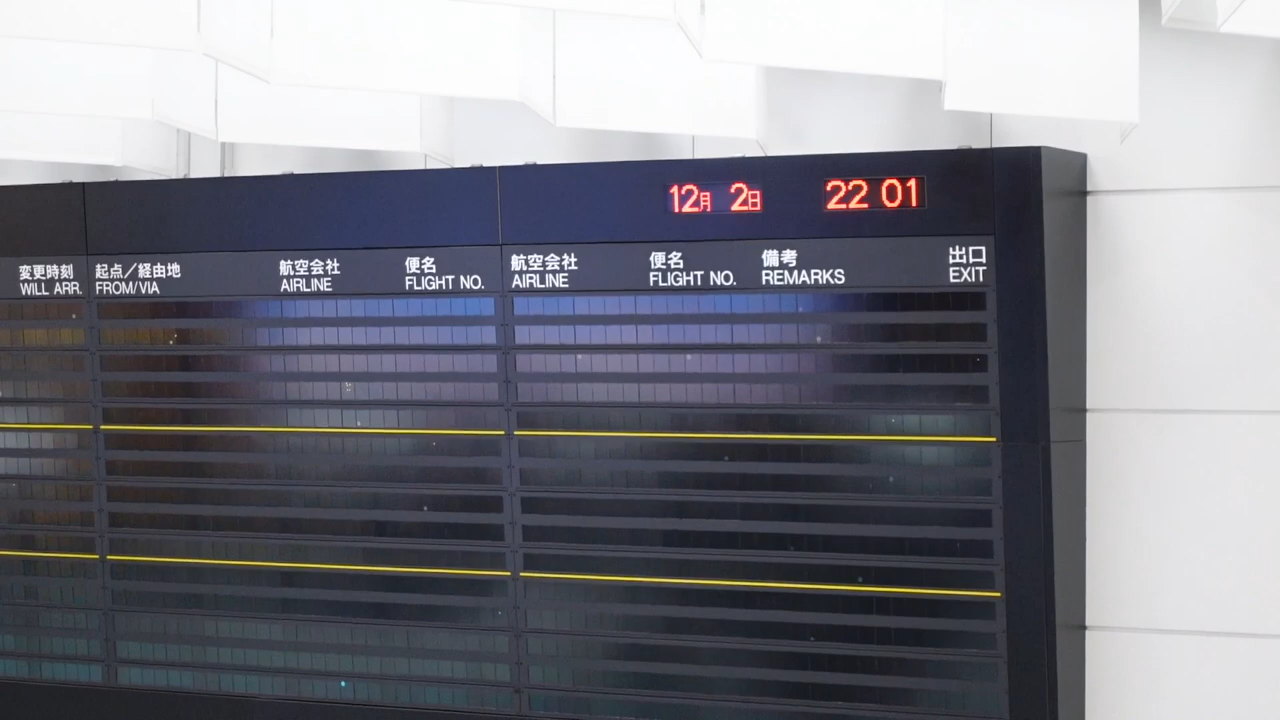 12月 2日 22 01
変更時刻 起点／経由地 航空会社 便名 航空会社 便名 備考 出口
WILL ARR. FROM/VIA AIRLINE FLIGHT NO. AIRLINE FLIGHT NO. REMARKS EXIT